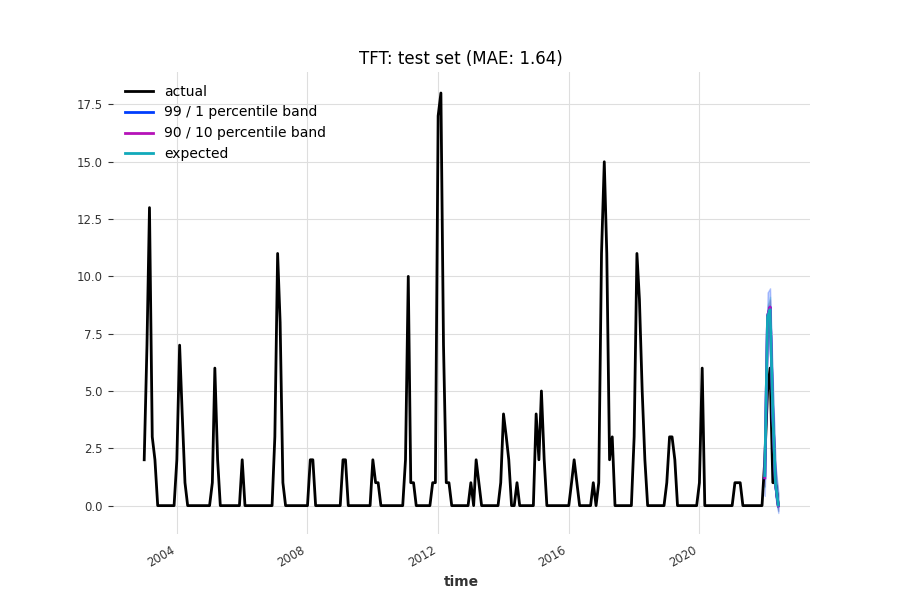 TFT: test set (MAE: 1.64)
actual
99 / 1 percentile band
90 / 10 percentile band
expected
17.5
15.0
12.5
10.0
7.5
5.0
2.5
0.0
2004 2008 2012 2016 2020
time